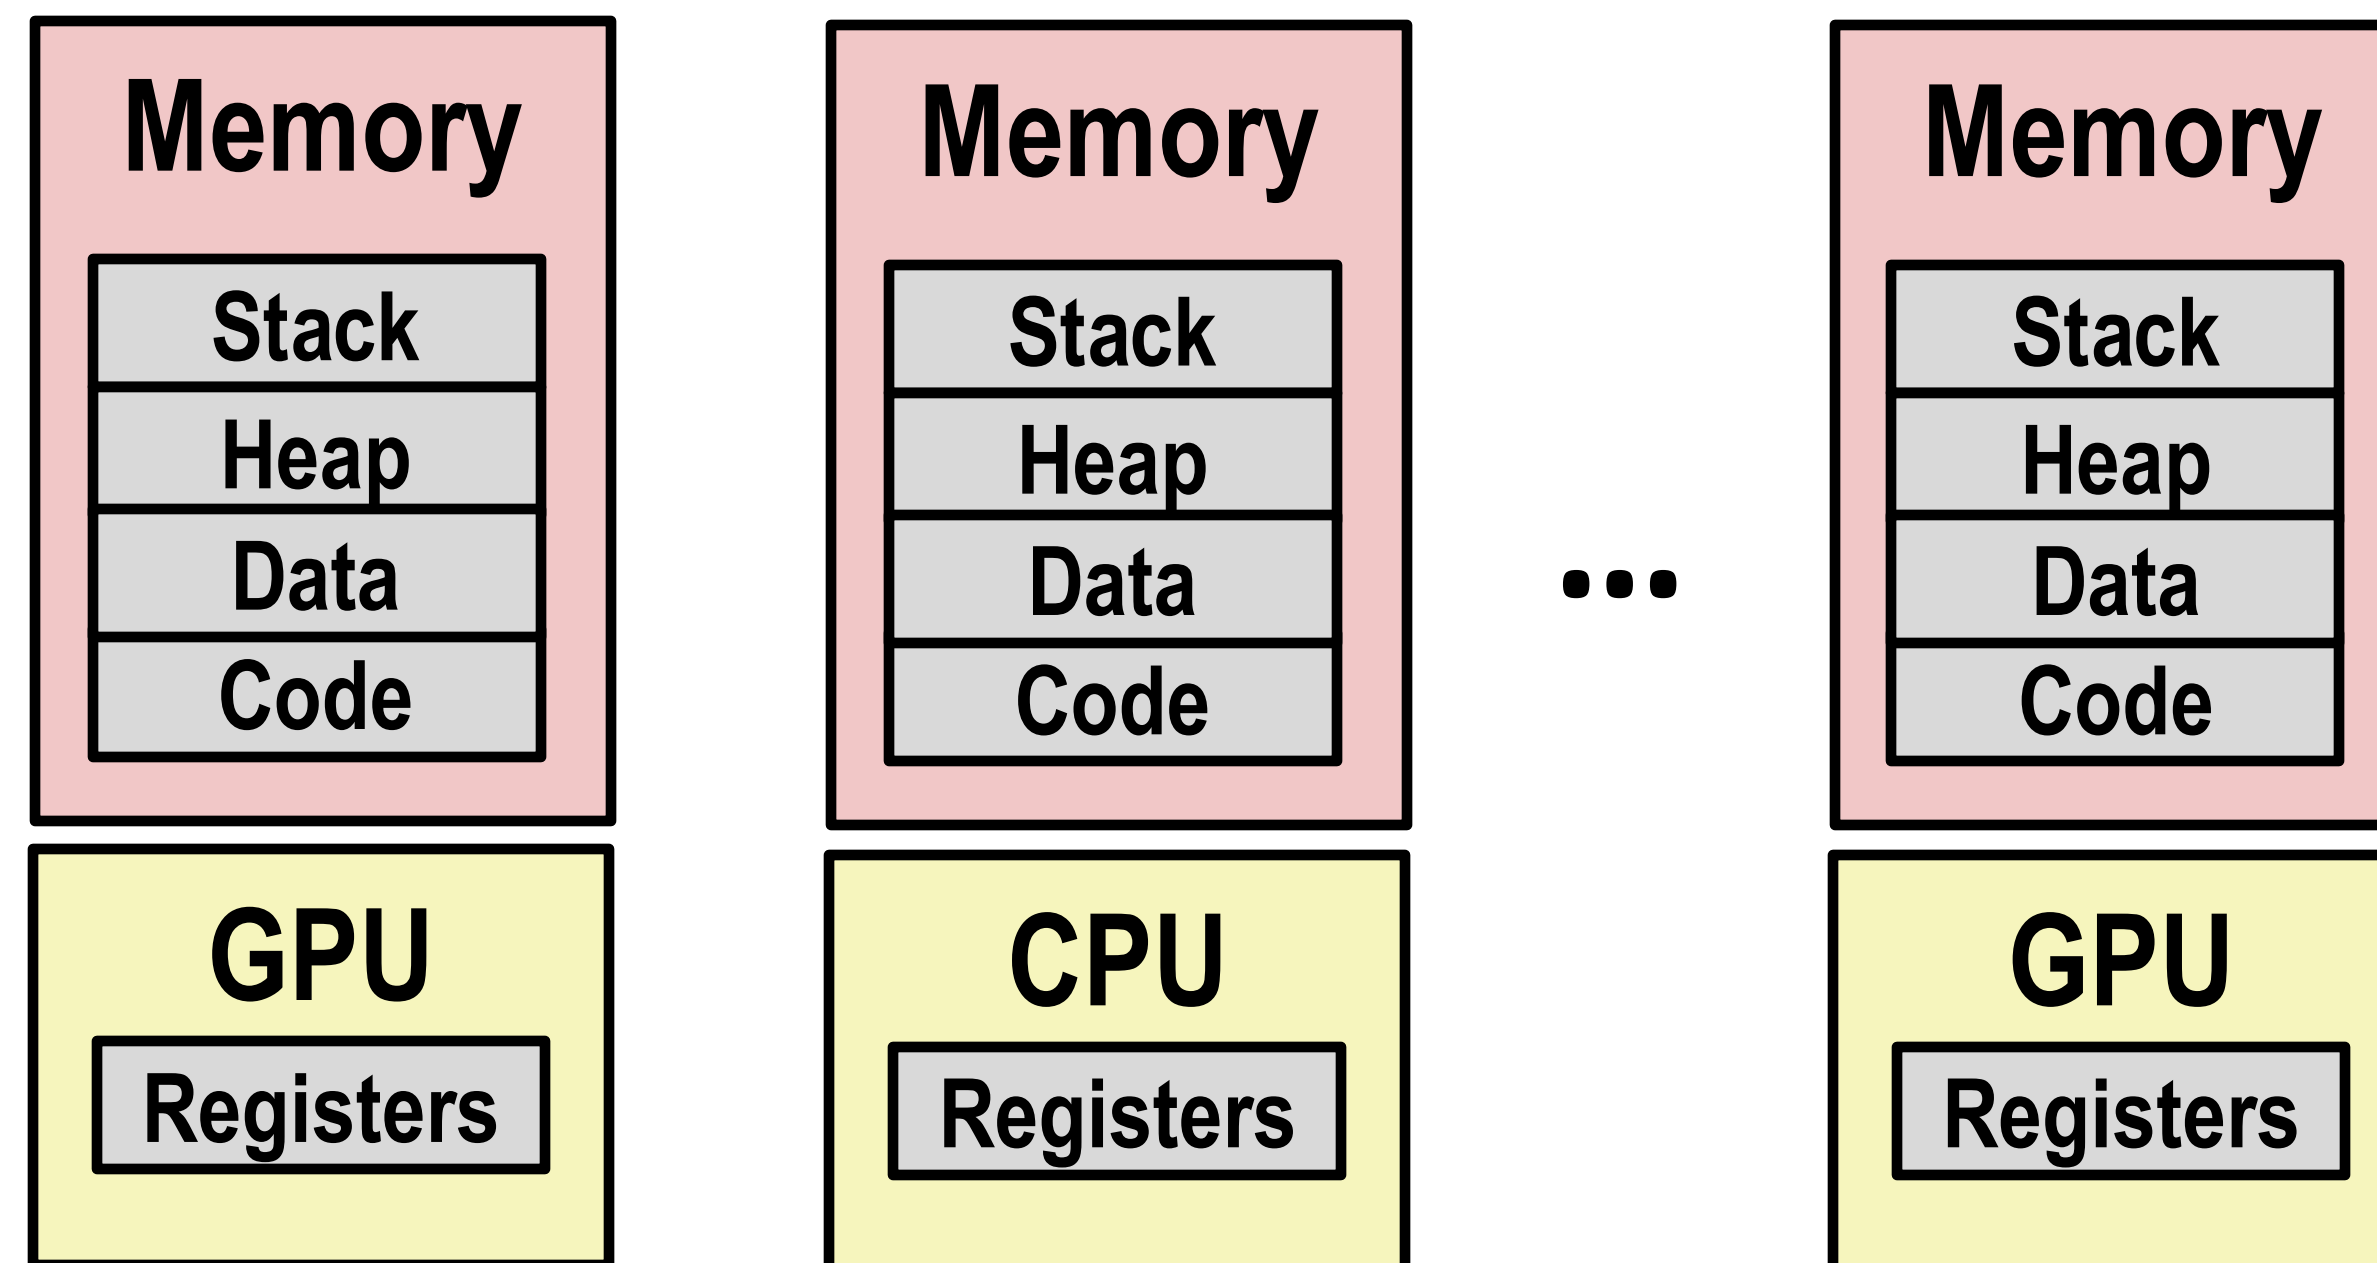 Memory
Stack
Heap
Data
Code
GPU
Registers
Memory
Stack
Heap
Data
Code
CPU
Registers
...
Memory
Stack
Heap
Data
Code
GPU
Registers